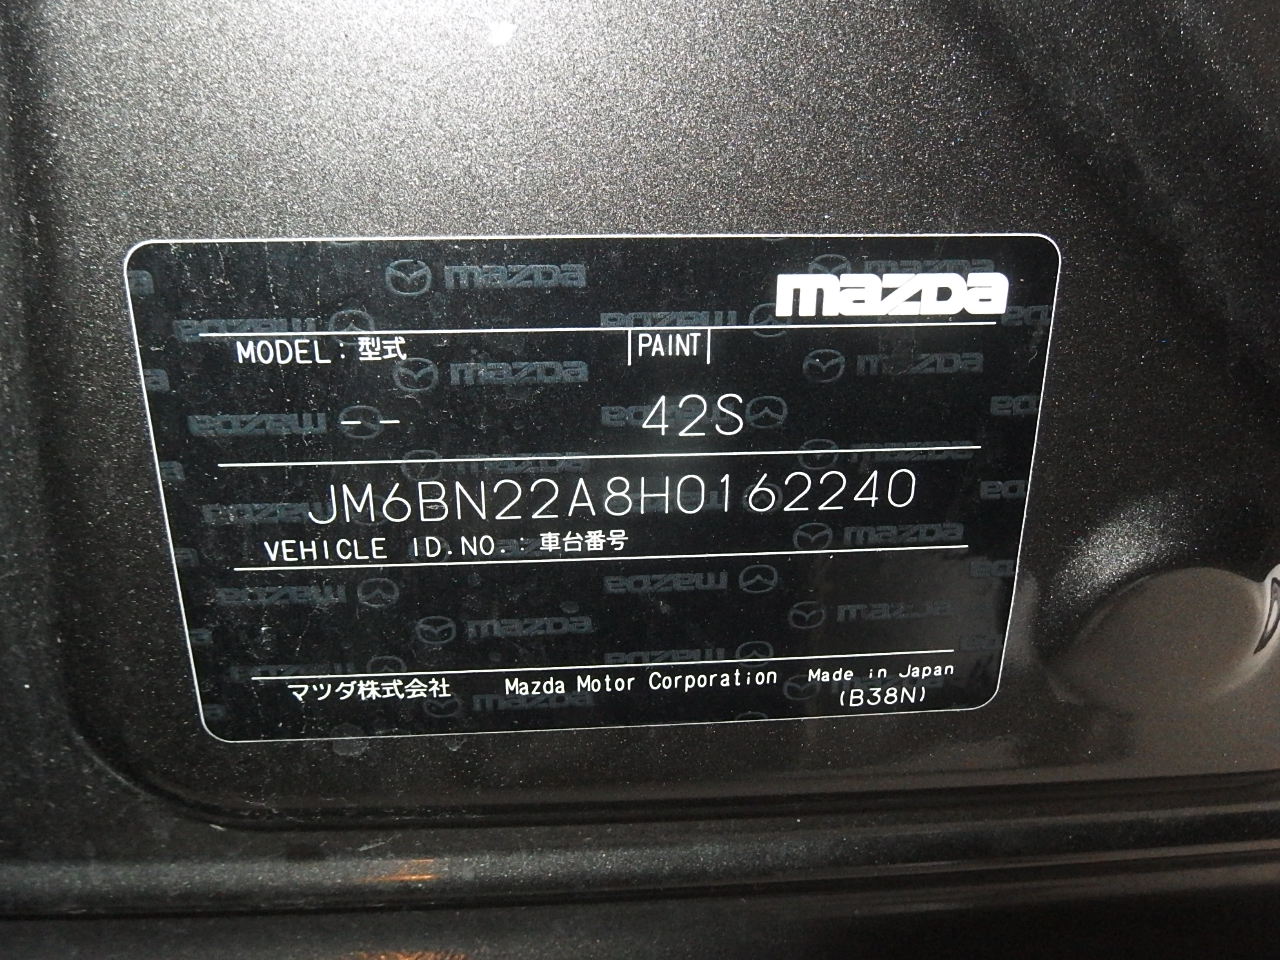 mazda
MODEL : 型式 PAINT
-- 42S
JM6BN22A8H0162240
VEHICLE ID.NO. : 車台番号
マツダ株式会社 Mazda Motor Corporation Made in Japan
(B38N)